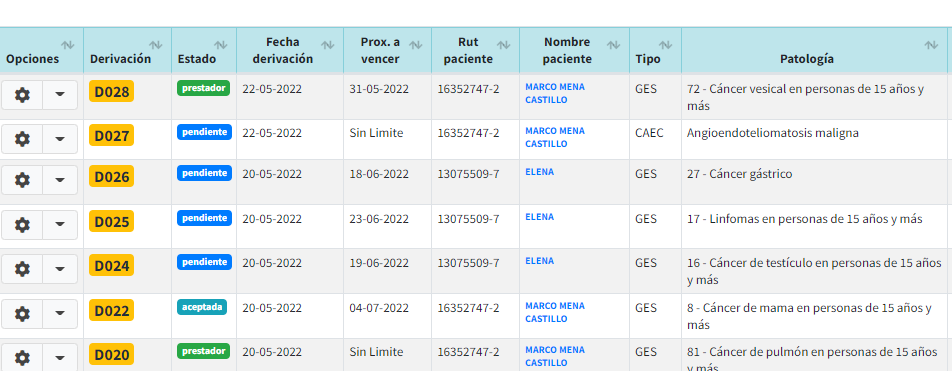 Opciones Derivación Estado Fecha derivación Prox. a vencer Rut paciente Nombre paciente Tipo Patología
D028 prestador 22-05-2022 31-05-2022 16352747-2 MARCO MENA CASTILLO GES 72 - Cáncer vesical en personas de 15 años y más
D027 pendiente 22-05-2022 Sin Limite 16352747-2 MARCO MENA CASTILLO CAEC Angioendoteliomatosis maligna
D026 pendiente 20-05-2022 18-06-2022 13075509-7 ELENA GES 27 - Cáncer gástrico
D025 pendiente 20-05-2022 23-06-2022 13075509-7 ELENA GES 17 - Linfomas en personas de 15 años y más
D024 pendiente 20-05-2022 19-06-2022 13075509-7 ELENA GES 16 - Cáncer de testículo en personas de 15 años y más
D022 aceptada 20-05-2022 04-07-2022 16352747-2 MARCO MENA CASTILLO GES 8 - Cáncer de mama en personas de 15 años y más
D020 prestador 20-05-2022 Sin Limite 16352747-2 MARCO MENA CASTILLO GES 81 - Cáncer de pulmón en personas de 15 años y más